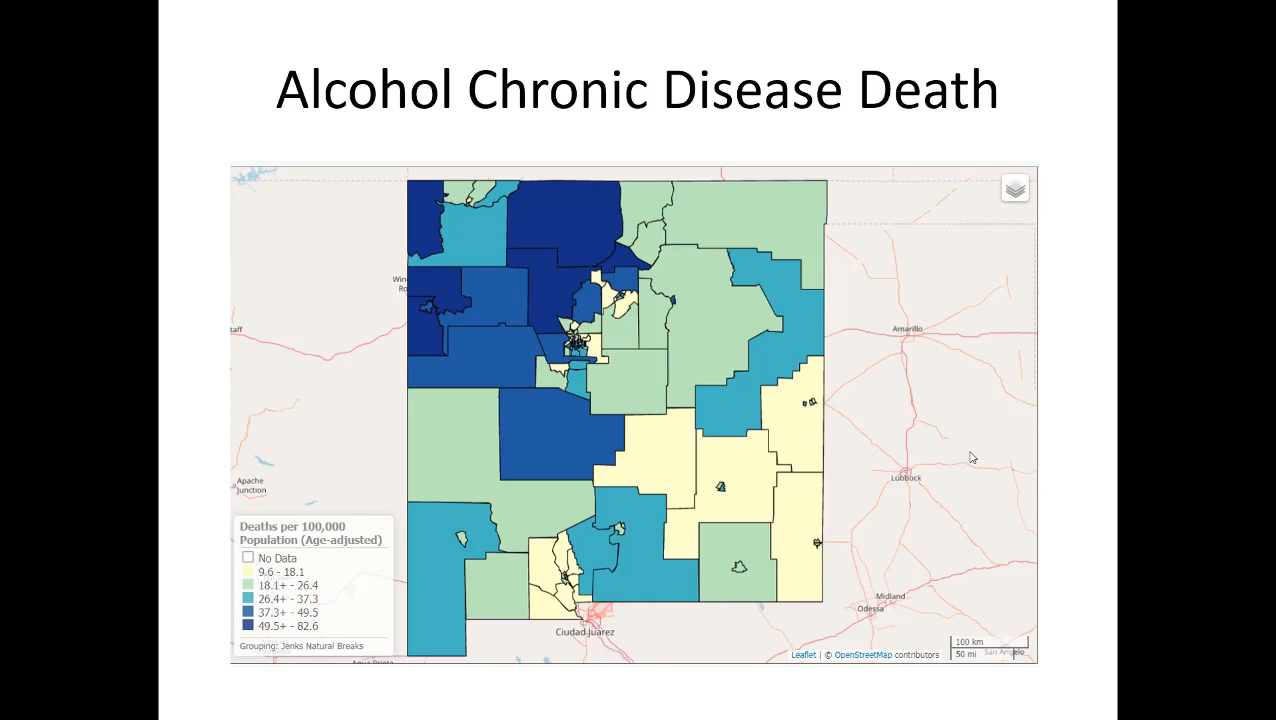 Alcohol Chronic Disease Death
Amarillo
Apache
Junction
Lubbock
Deaths per 100,000
Population (Age-adjusted)
No Data
9.6 - 18.1
18.1+ - 26.4
26.4+ - 37.3
37.3+ - 49.5
49.5+ - 82.6
Grouping: Jenks Natural Breaks
Midland
Odessa
Ciudad Juárez
100 km
50 mi
San Angelo
Leaflet | © OpenStreetMap contributors